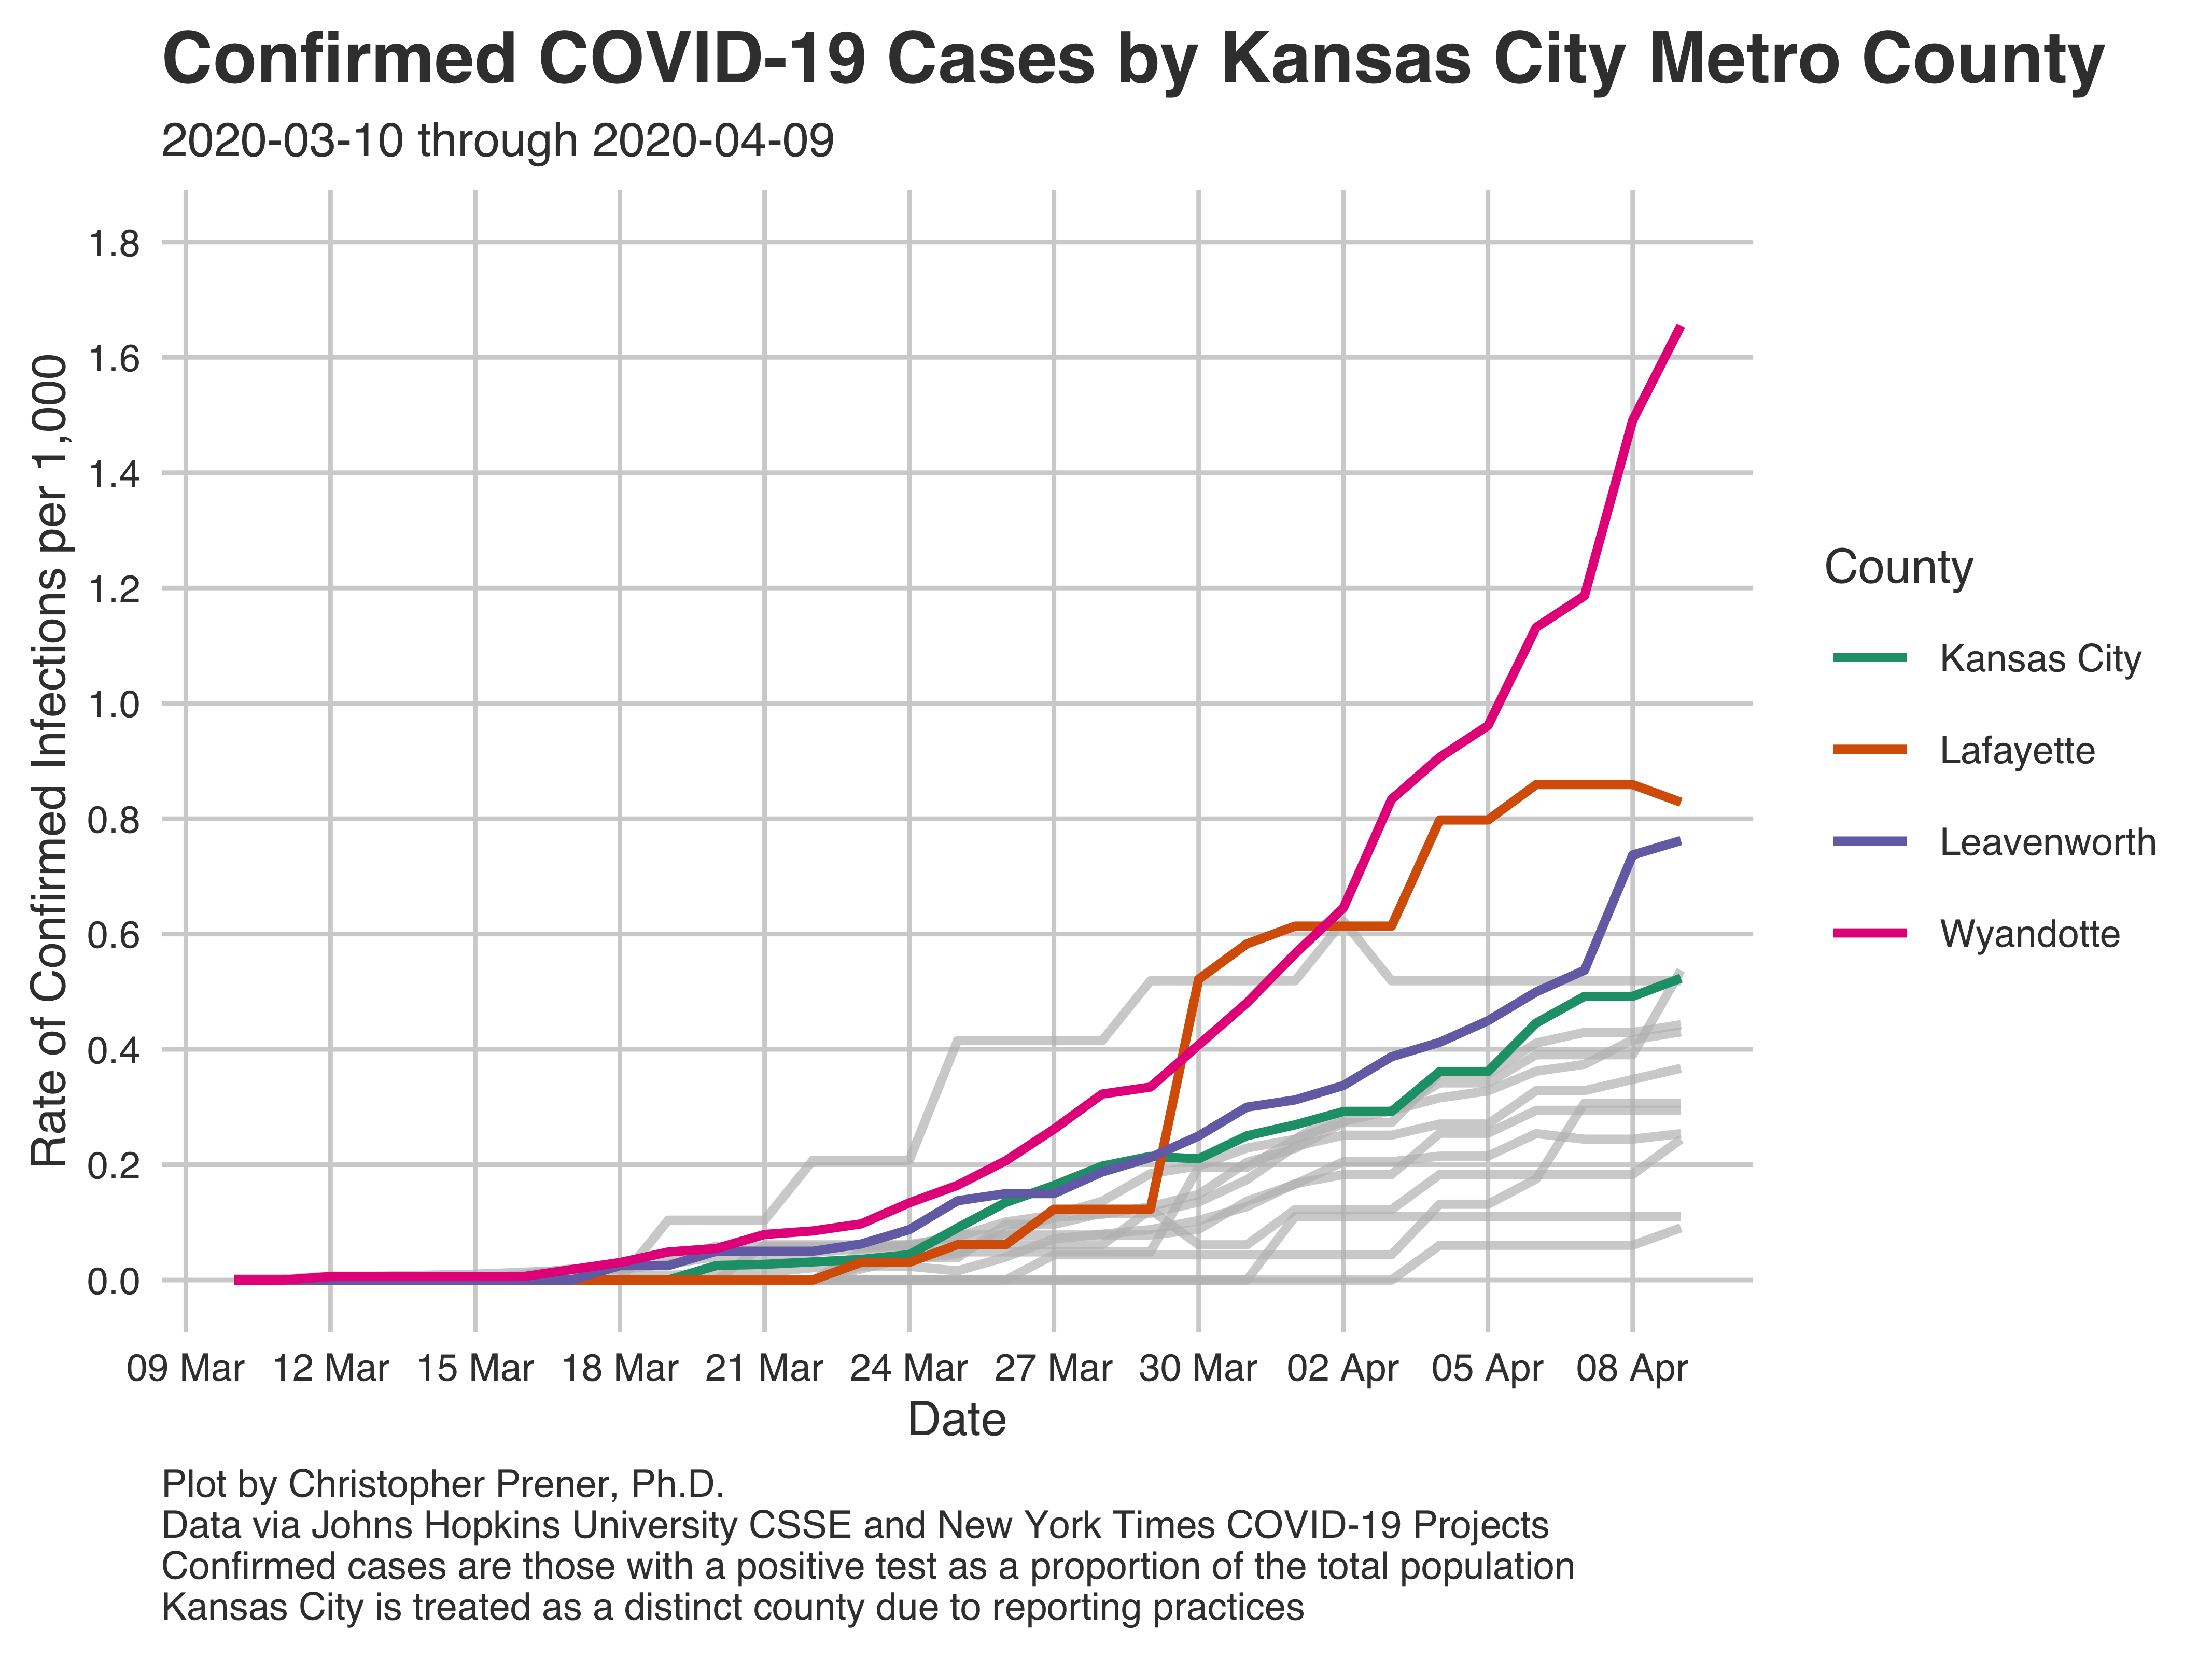 Confirmed COVID-19 Cases by Kansas City Metro County
2020-03-10 through 2020-04-09
Rate of Confirmed Infections per 1,000
1.8
1.6
1.4
1.2
1.0
0.8
0.6
0.4
0.2
0.0
09 Mar
12 Mar
15 Mar
18 Mar
21 Mar
24 Mar
27 Mar
30 Mar
02 Apr
05 Apr
08 Apr
Date
County
Kansas City
Lafayette
Leavenworth
Wyandotte
Plot by Christopher Prener, Ph.D.
Data via Johns Hopkins University CSSE and New York Times COVID-19 Projects
Confirmed cases are those with a positive test as a proportion of the total population
Kansas City is treated as a distinct county due to reporting practices